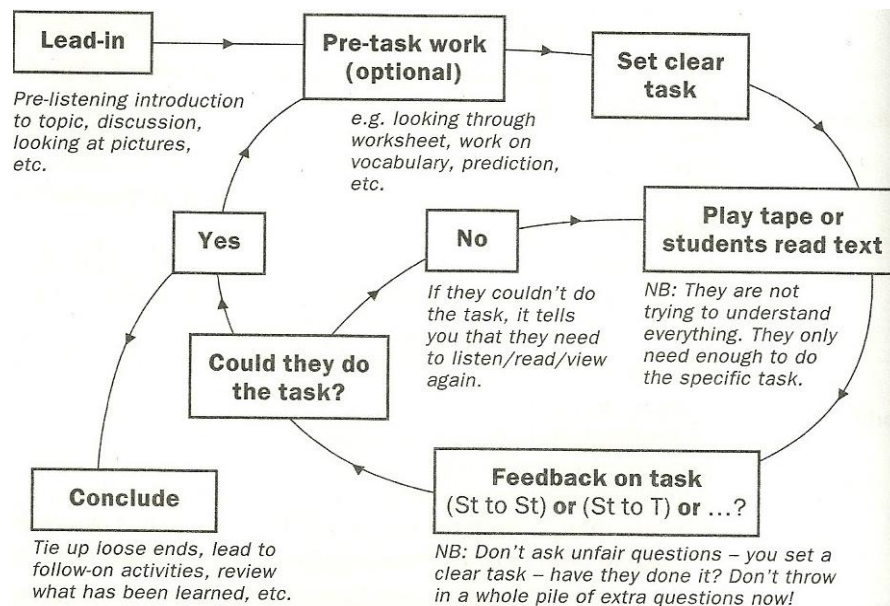 Lead-in
Pre-task work
(optional)
Set clear
task
Pre-listening introduction
to topic, discussion,
looking at pictures,
etc.
e.g. looking through
worksheet, work on
vocabulary, prediction,
etc.
Yes
No
Play tape or
students read text
If they couldn't do
the task, it tells
you that they need
to listen/read/view
again.
NB: They are not
trying to understand
everything. They only
need enough to do
the specific task.
Could they do
the task?
Feedback on task
(St to St) or (St to T) or ...?
NB: Don't ask unfair questions – you set a
clear task – have they done it? Don't throw
in a whole pile of extra questions now!
Conclude
Tie up loose ends, lead to
follow-on activities, review
what has been learned, etc.